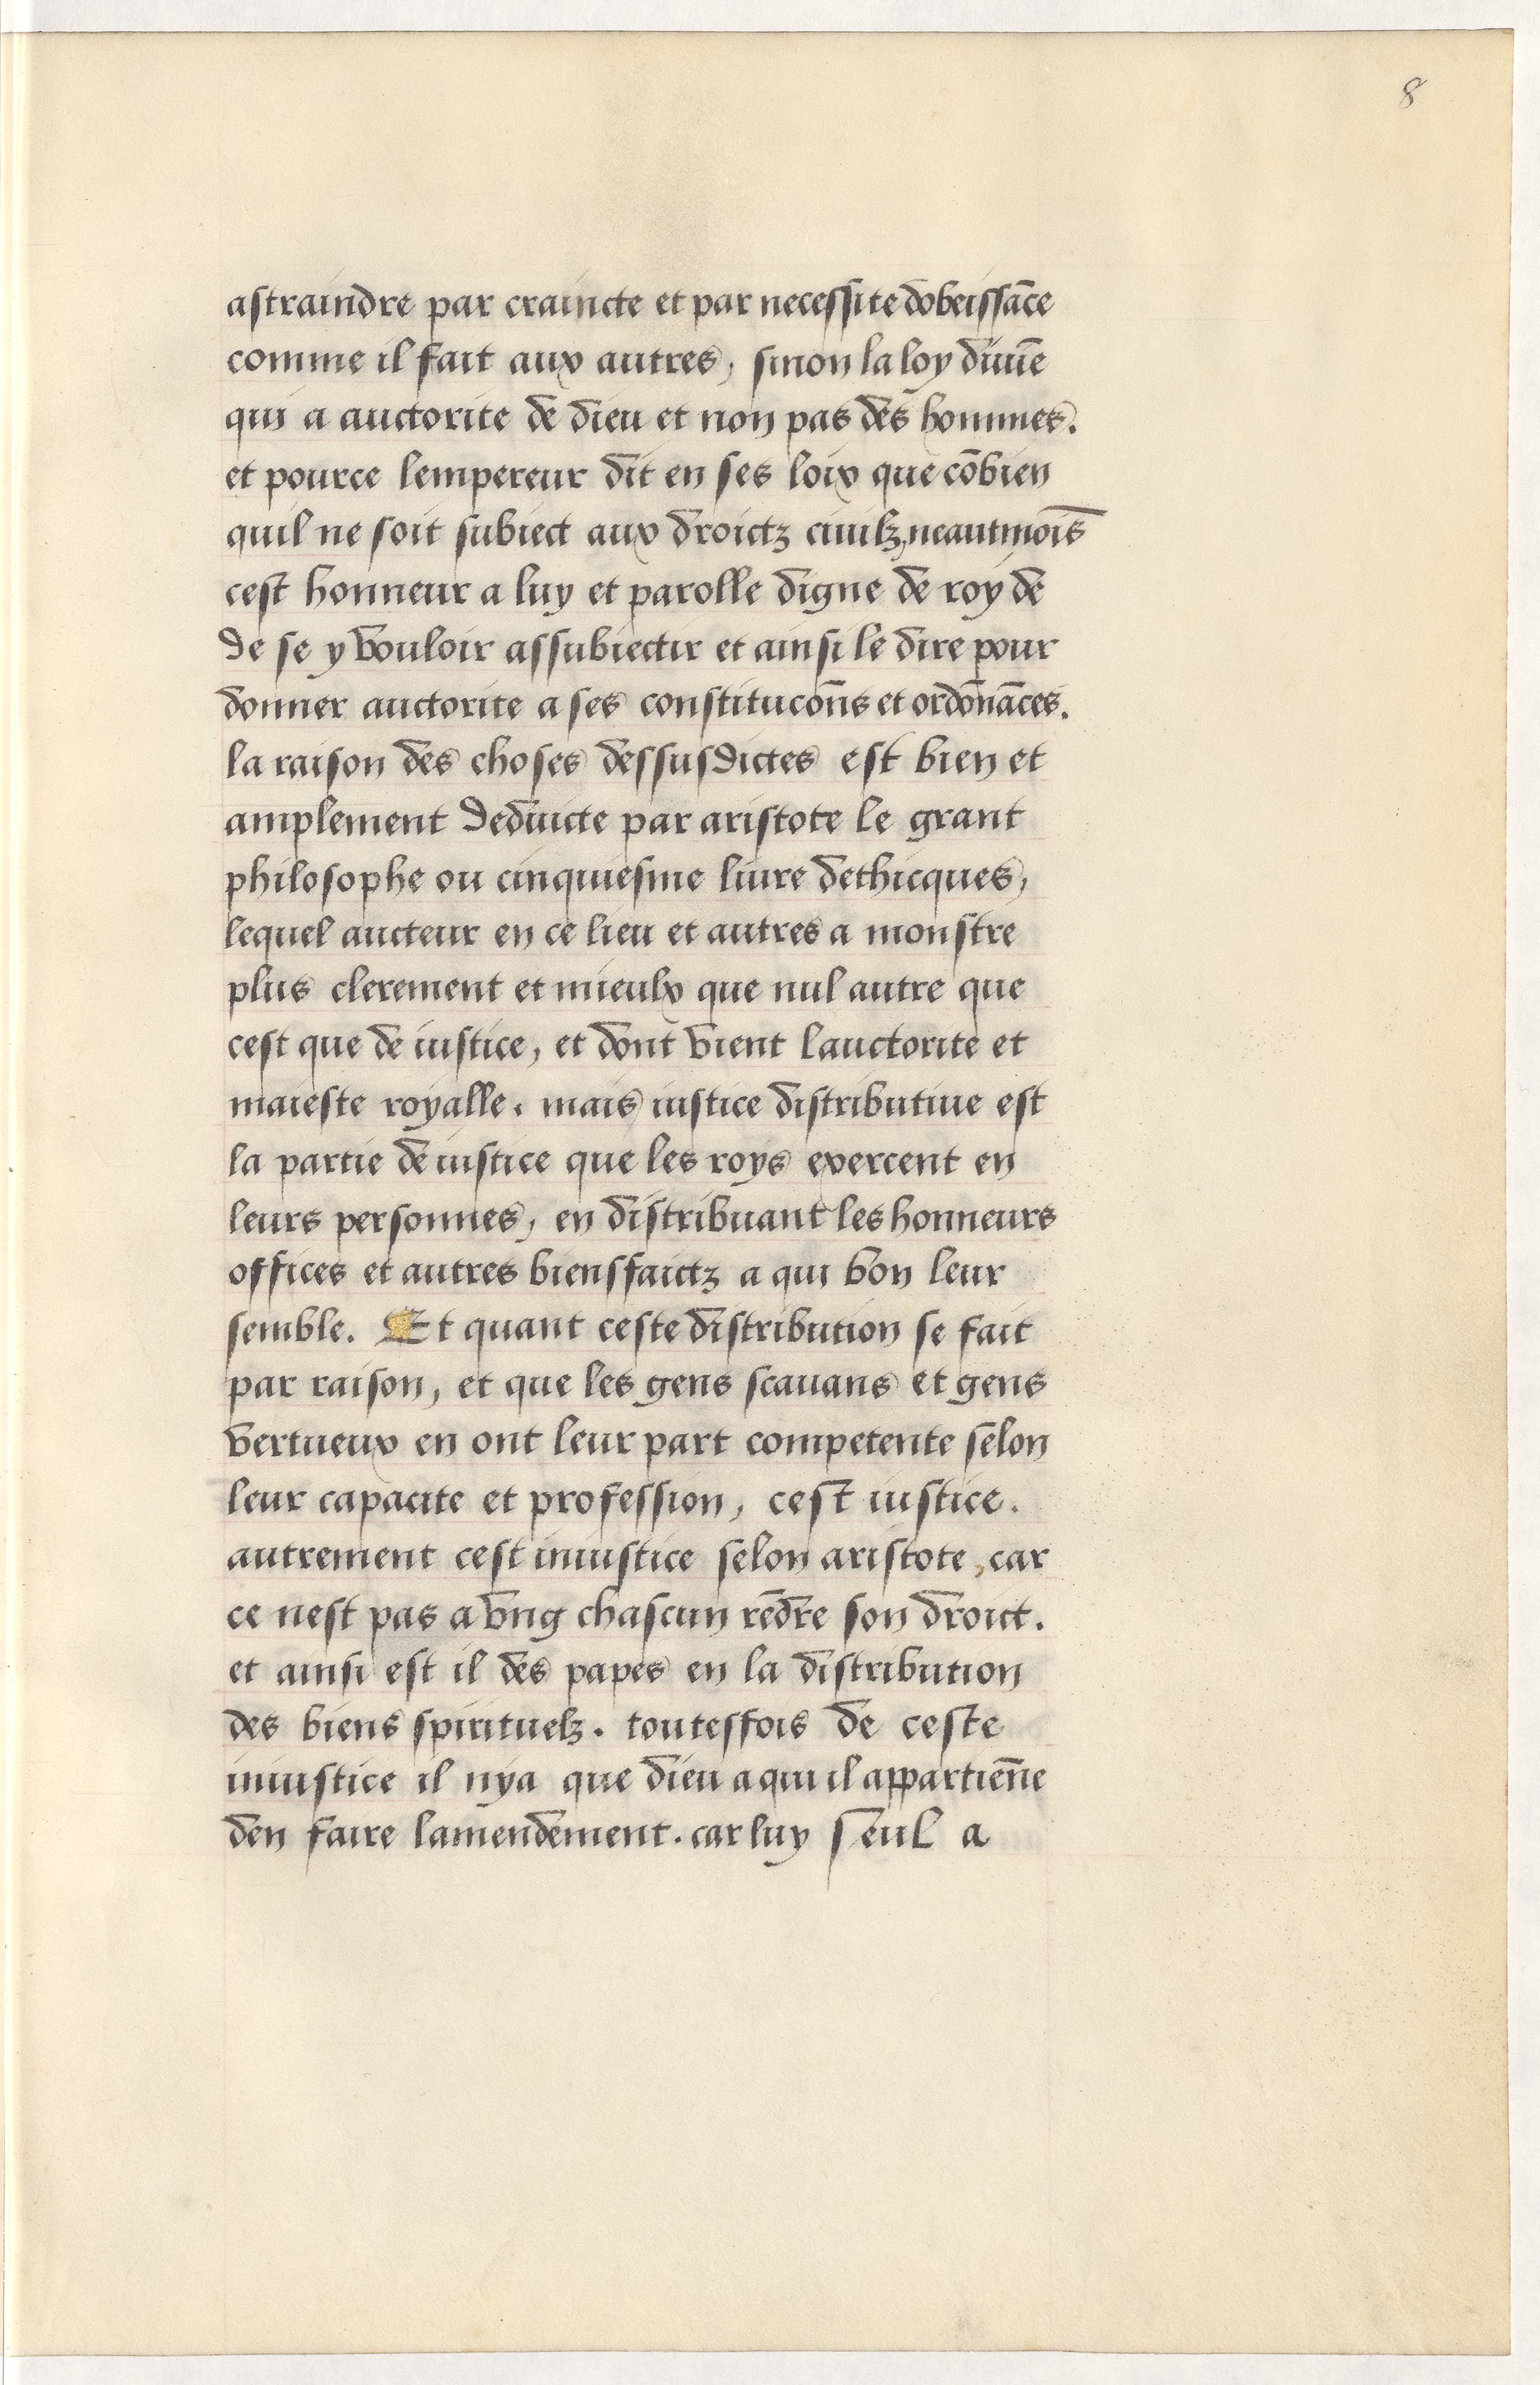 8
astraindre par craincte et par necessite dobeissāce
comme il fait aux autres, sinon la loy diuīe
qui a auctorite de dieu et non pas des hommes.
et pource lempereur dit en ses loix que cōbien
quil ne soit subiect aux droictz ciuilz, neautmoīs
cest honneur a luy et parolle digne de roy de
de se y vouloir assubiectir et ainsi le dire pour
donner auctorite a ses constitucōns et ordōnāces.
la raison des choses dessusdictes est bien et
amplement deduicte par aristote le grant
philosophe ou cinquiesme liure dethicques,
lequel aucteur en ce lieu et autres a monstre
plus clerement et mieulx que nul autre que
cest que de iustice, et dont vient lauctorite et
maieste royalle. mais iustice distributiue est
la partie de iustice que les roys exercent en
leurs personnes, en distribuant les honneurs
offices et autres biensfaictz a qui bon leur
semble. Et quant ceste distribution se fait
par raison, et que les gens scauans et gens
vertueux en ont leur part competente selon
leur capacite et profession, cest iustice.
autrement cest iniustice selon aristote, car
ce nest pas a vng chascun rēdre son droict.
et ainsi est il des papes en la distribution
des biens spirituelz. toutesfois de ceste
iniustice il nya que dieu a qui il appartiēne
den faire lamendement. car luy seul a